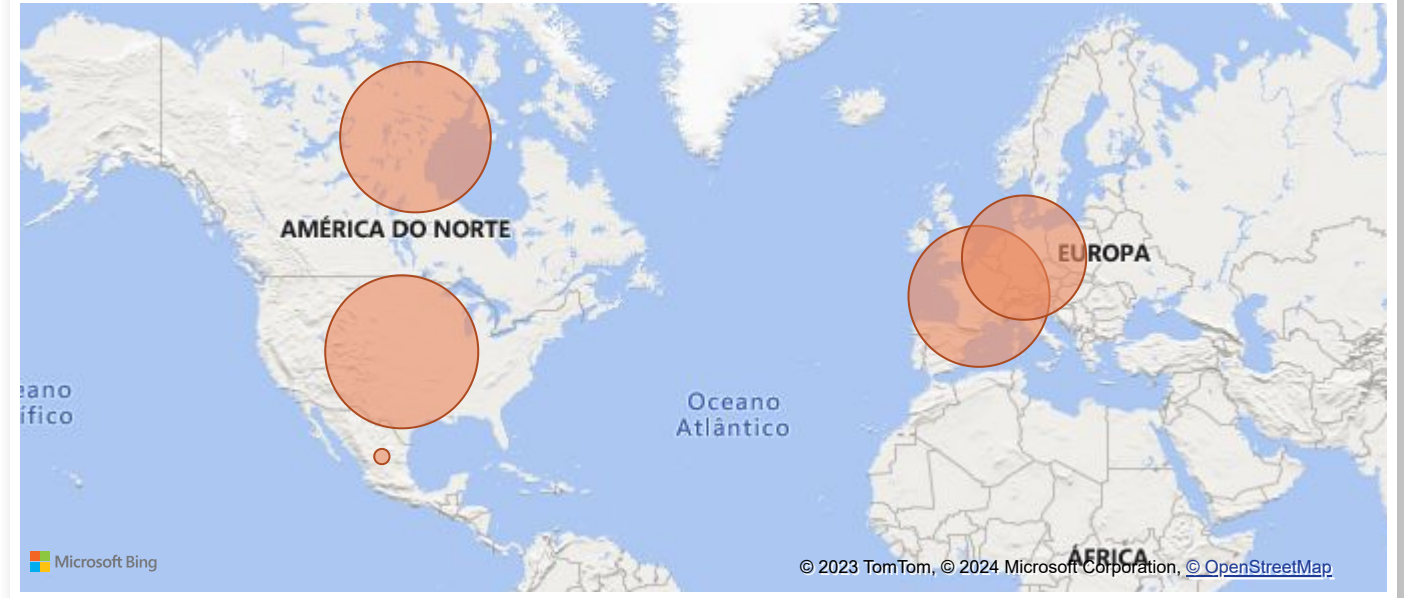 AMÉRICA DO NORTE
EUROPA
eano
ífico
Oceano
Atlântico
ÁFRICA
Microsoft Bing
© 2023 TomTom, © 2024 Microsoft Corporation, © OpenStreetMap